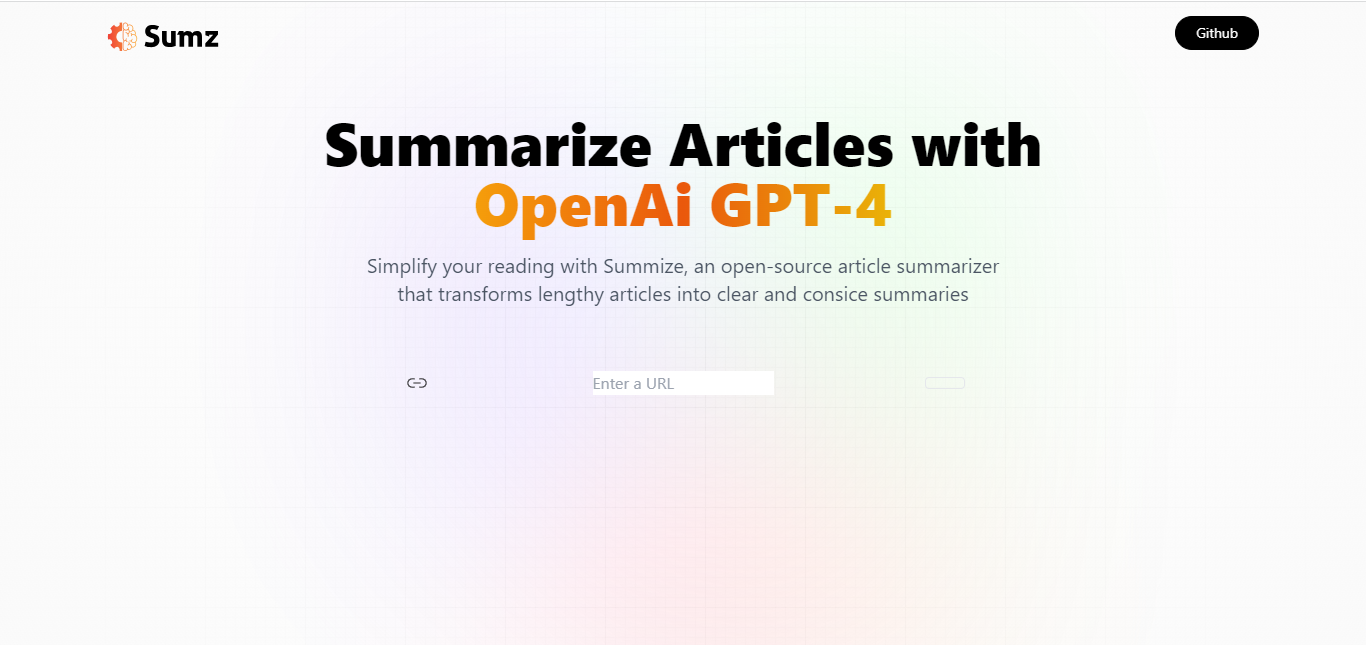 Sumz
Github
Summarize Articles with
OpenAi GPT-4
Simplify your reading with Summize, an open-source article summarizer
that transforms lengthy articles into clear and consice summaries
Enter a URL